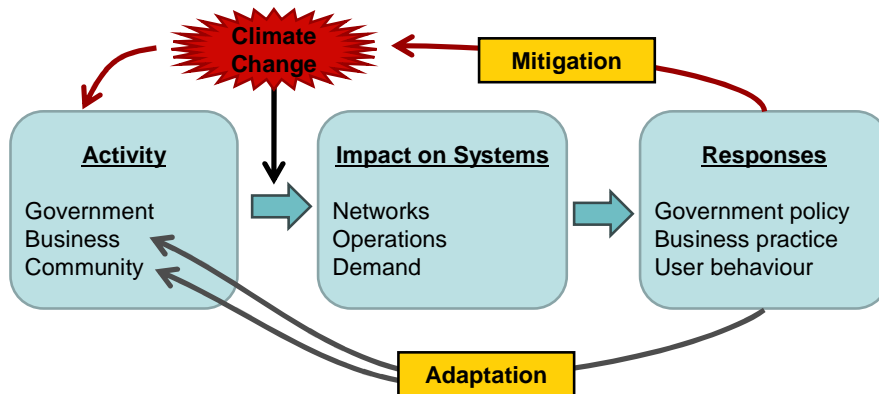 Climate
Change
Mitigation
Activity
Government
Business
Community
Impact on Systems
Networks
Operations
Demand
Responses
Government policy
Business practice
User behaviour
Adaptation